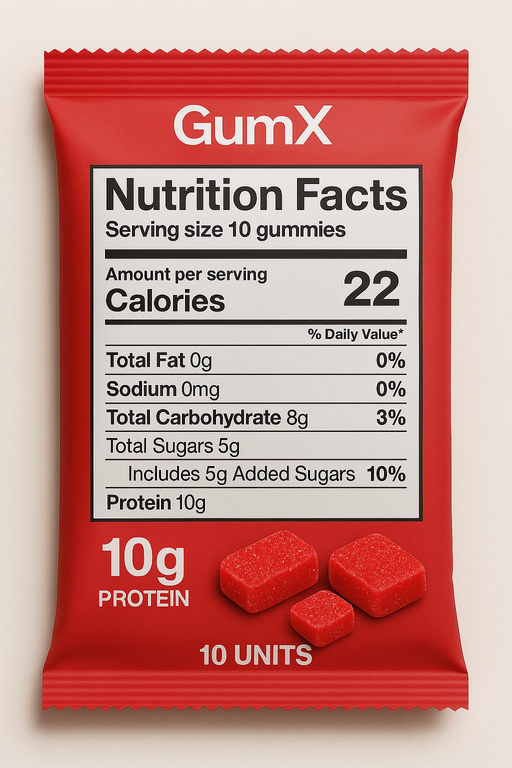 GumX
Nutrition Facts
Serving size 10 gummies
Amount per serving
Calories 22
% Daily Value*
Total Fat 0g 0%
Sodium 0mg 0%
Total Carbohydrate 8g 3%
Total Sugars 5g
Includes 5g Added Sugars 10%
Protein 10g
10g
PROTEIN
10 UNITS